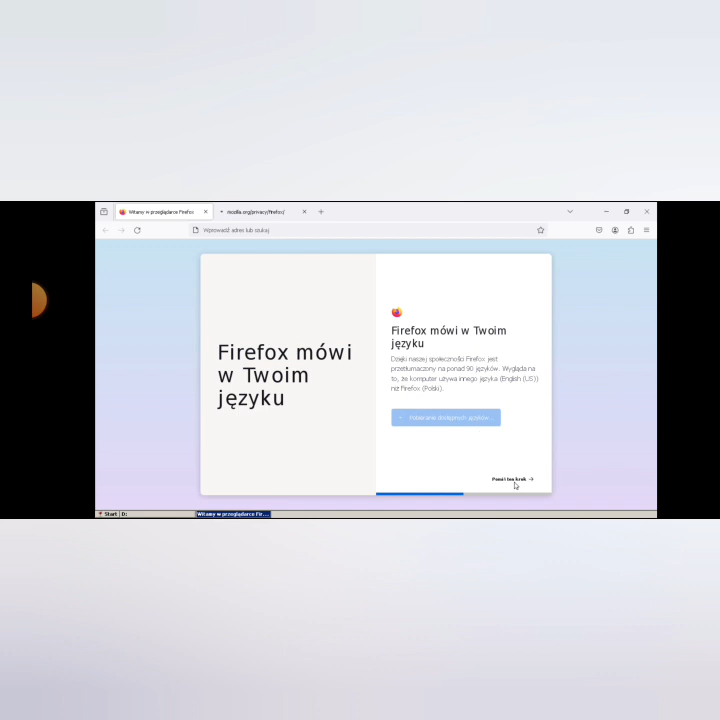 Witamy w przeglądarce Firefox
mozilla.org/privacy/firefox/
Wprowadź adres lub szukaj
Firefox mówi
w Twoim
języku
Firefox mówi w Twoim
języku
Dzięki naszej społeczności Firefox jest
przetłumaczony na ponad 90 języków. Wygląda na
to, że komputer używa innego języka (English (US))
niż Firefox (Polski).
Pobieranie dostępnych języków…
Pomiń ten krok
Start
D:
Witamy w przeglądarce Fir...